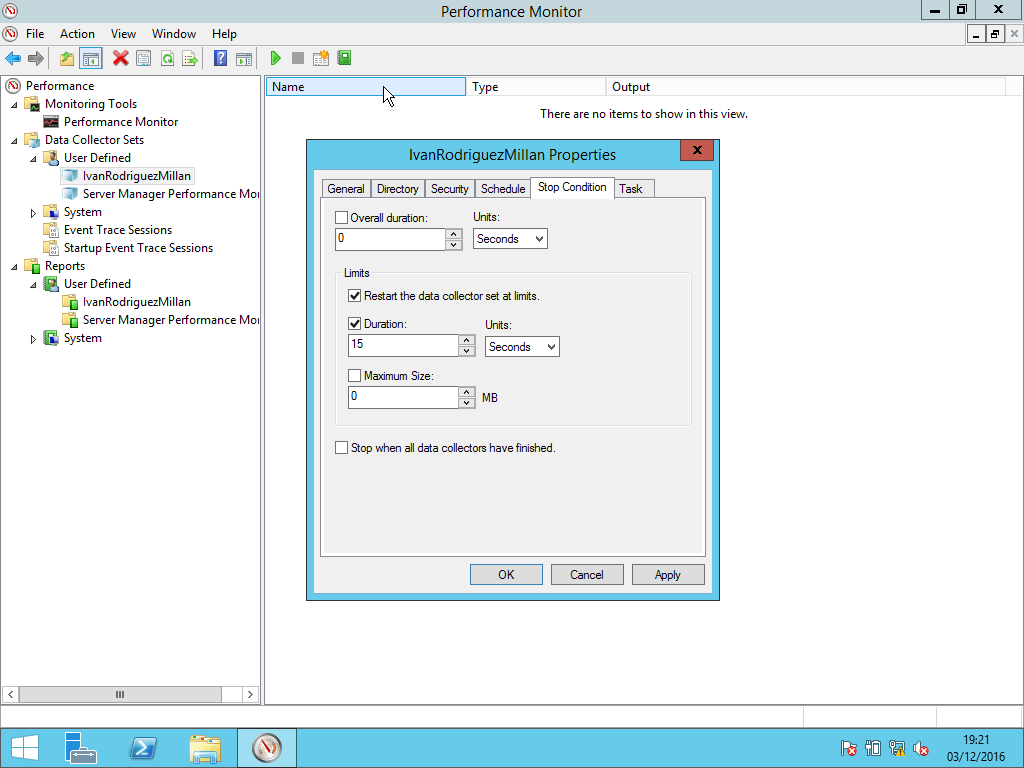 Performance Monitor
File Action View Window Help
Performance
Monitoring Tools
Performance Monitor
Data Collector Sets
User Defined
IvanRodriguezMillan
Server Manager Performance Mo
System
Event Trace Sessions
Startup Event Trace Sessions
Reports
User Defined
IvanRodriguezMillan
Server Manager Performance Mo
System
Name Type Output
There are no items to show in this view.
IvanRodriguezMillan Properties
General Directory Security Schedule Stop Condition Task
Overall duration: Units:
0 Seconds
Limits
Restart the data collector set at limits.
Duration: Units:
15 Seconds
Maximum Size:
0 MB
Stop when all data collectors have finished.
OK Cancel Apply
19:21
03/12/2016